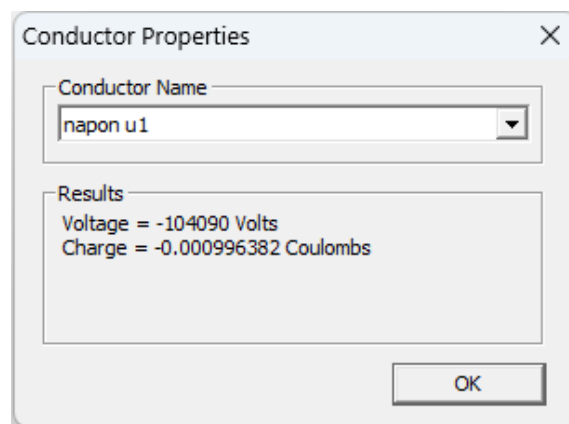 Conductor Properties
Conductor Name
napon u1
Results
Voltage = -104090 Volts
Charge = -0.000996382 Coulombs
OK